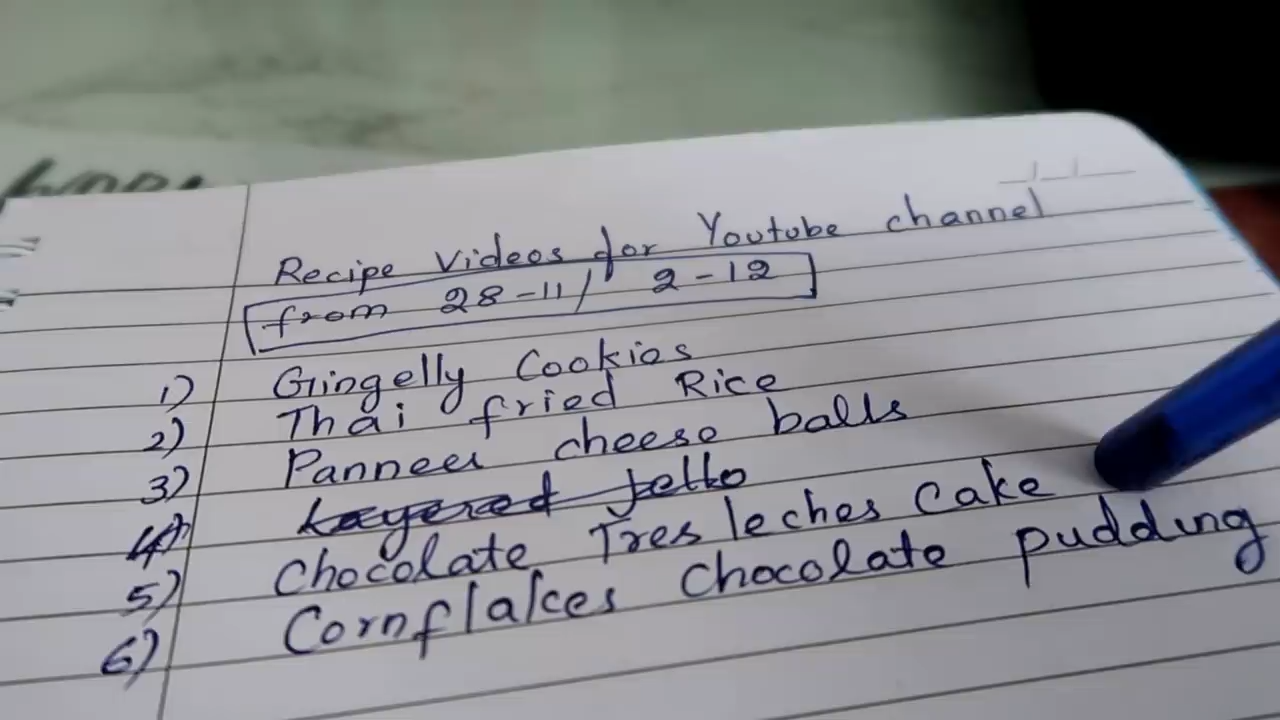 Recipe Videos for Youtube channel
from 28-11/ 2-12
1) Gingelly Cookies
2) Thai fried Rice
3) Panneer cheese balls
4) Layered Jello
5) Chocolate Tres leches Cake
6) Cornflakes chocolate pudding